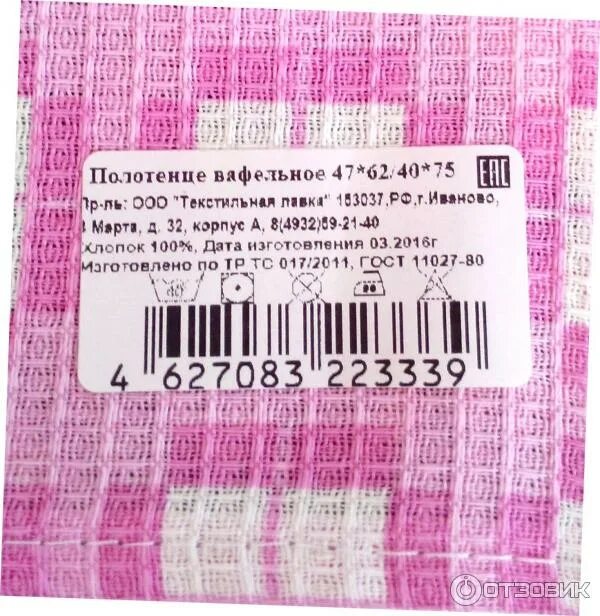 Полотенце вафельное 47*62/40*75 ЕАС
Пр-ль: ООО "Текстильная лавка" 153037,РФ,г.Иваново,
8 Марта, д. 32, корпус А, 8(4932)59-21-40
Хлопок 100%, Дата изготовления 03.2016г
Изготовлено по ТР ТС 017/2011, ГОСТ 11027-80
4 627083 223339
ОТЗОВИК